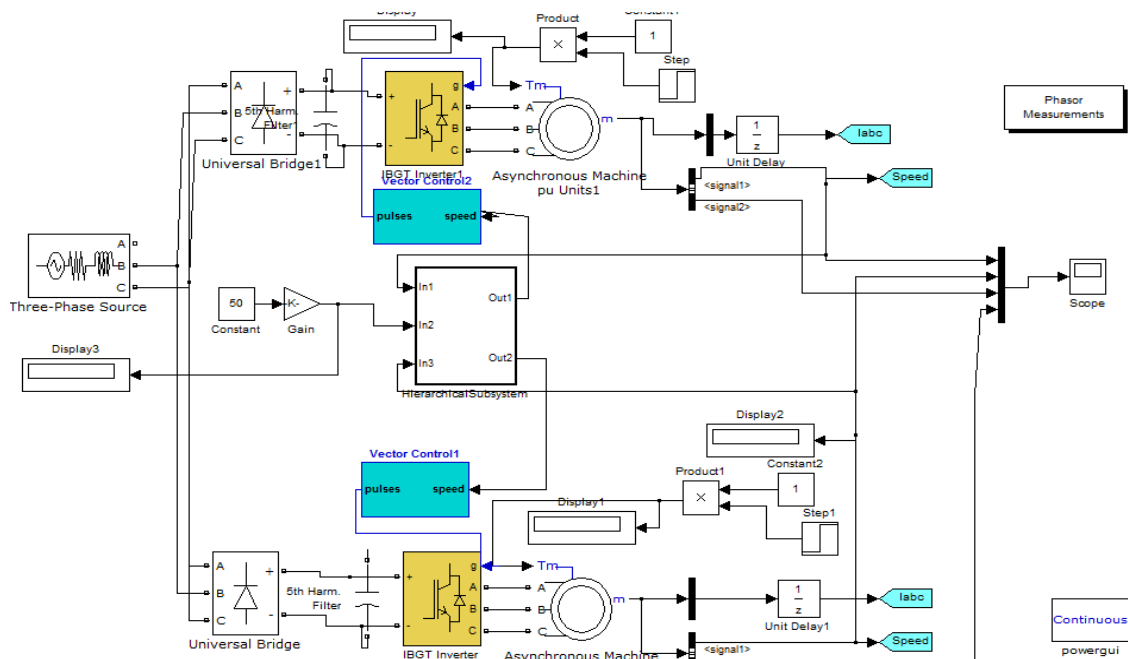 Display
Product
Constant1
1
Step
×
Tm
A
B
C
+
-
5th Harm.
Filter1
Universal Bridge1
+
-
g
A
B
C
IBGT Inverter1
A
B
C
m
Asynchronous Machine
pu Units1
1
z
Unit Delay
Iabc
<signal1>
<signal2>
Speed
Phasor
Measurements
Vector Control2
pulses
speed
A
B
C
Three-Phase Source
50
Constant
K-
Gain
In1
In2
In3
Out1
Out2
HierarchicalSubsystem
Scope
Display3
Display2
Constant2
1
Product1
×
Step1
Display1
Vector Control1
pulses
speed
A
B
C
+
-
Universal Bridge
5th Harm.
Filter
+
-
g
A
B
C
IBGT Inverter
Tm
A
B
C
m
Asynchronous Machine
1
z
Unit Delay1
Iabc
<signal1>
Speed
Continuous
powergui